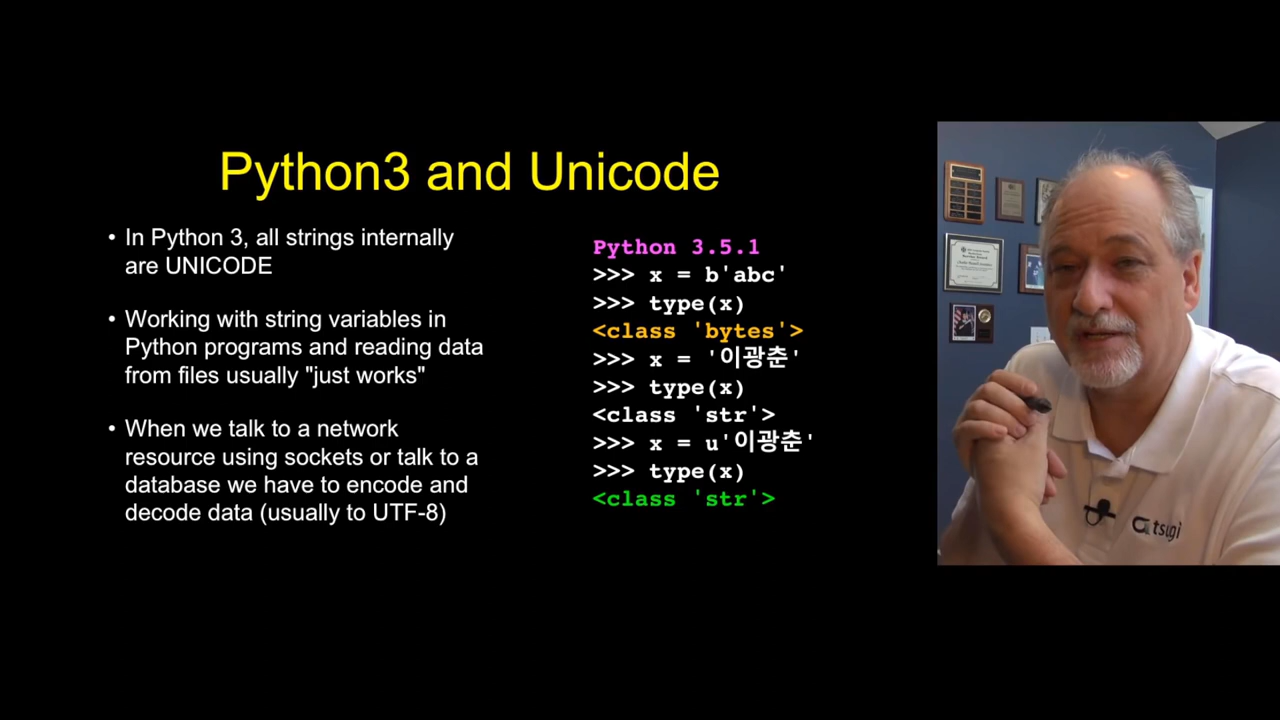 Python3 and Unicode
• In Python 3, all strings internally
are UNICODE
• Working with string variables in
Python programs and reading data
from files usually "just works"
• When we talk to a network
resource using sockets or talk to a
database we have to encode and
decode data (usually to UTF-8)
Python 3.5.1
>>> x = b'abc'
>>> type(x)
<class 'bytes'>
>>> x = '이광춘'
>>> type(x)
<class 'str'>
>>> x = u'이광춘'
>>> type(x)
<class 'str'>
tsugi